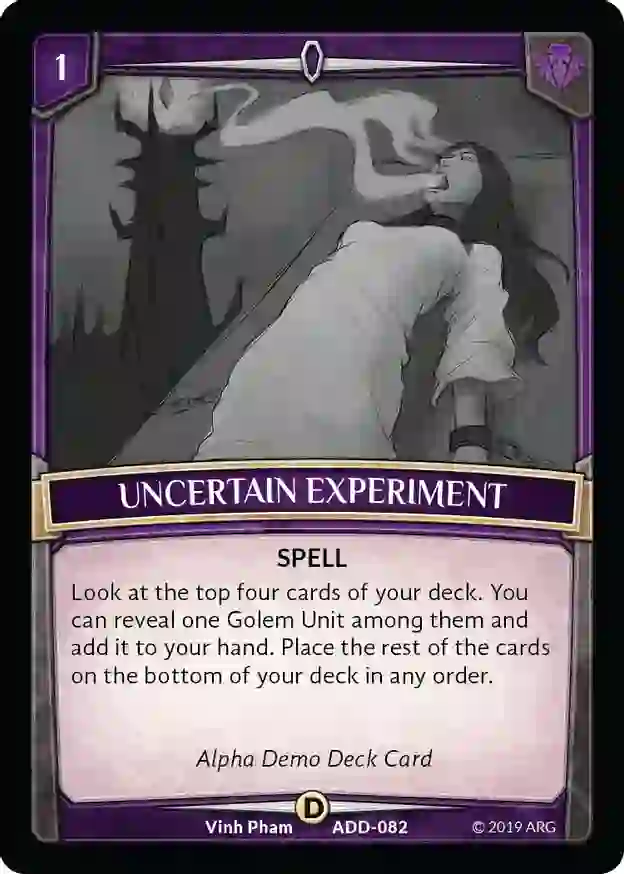 1
UNCERTAIN EXPERIMENT
SPELL
Look at the top four cards of your deck. You
can reveal one Golem Unit among them and
add it to your hand. Place the rest of the cards
on the bottom of your deck in any order.
Alpha Demo Deck Card
D
Vinh Pham ADD-082 © 2019 ARG